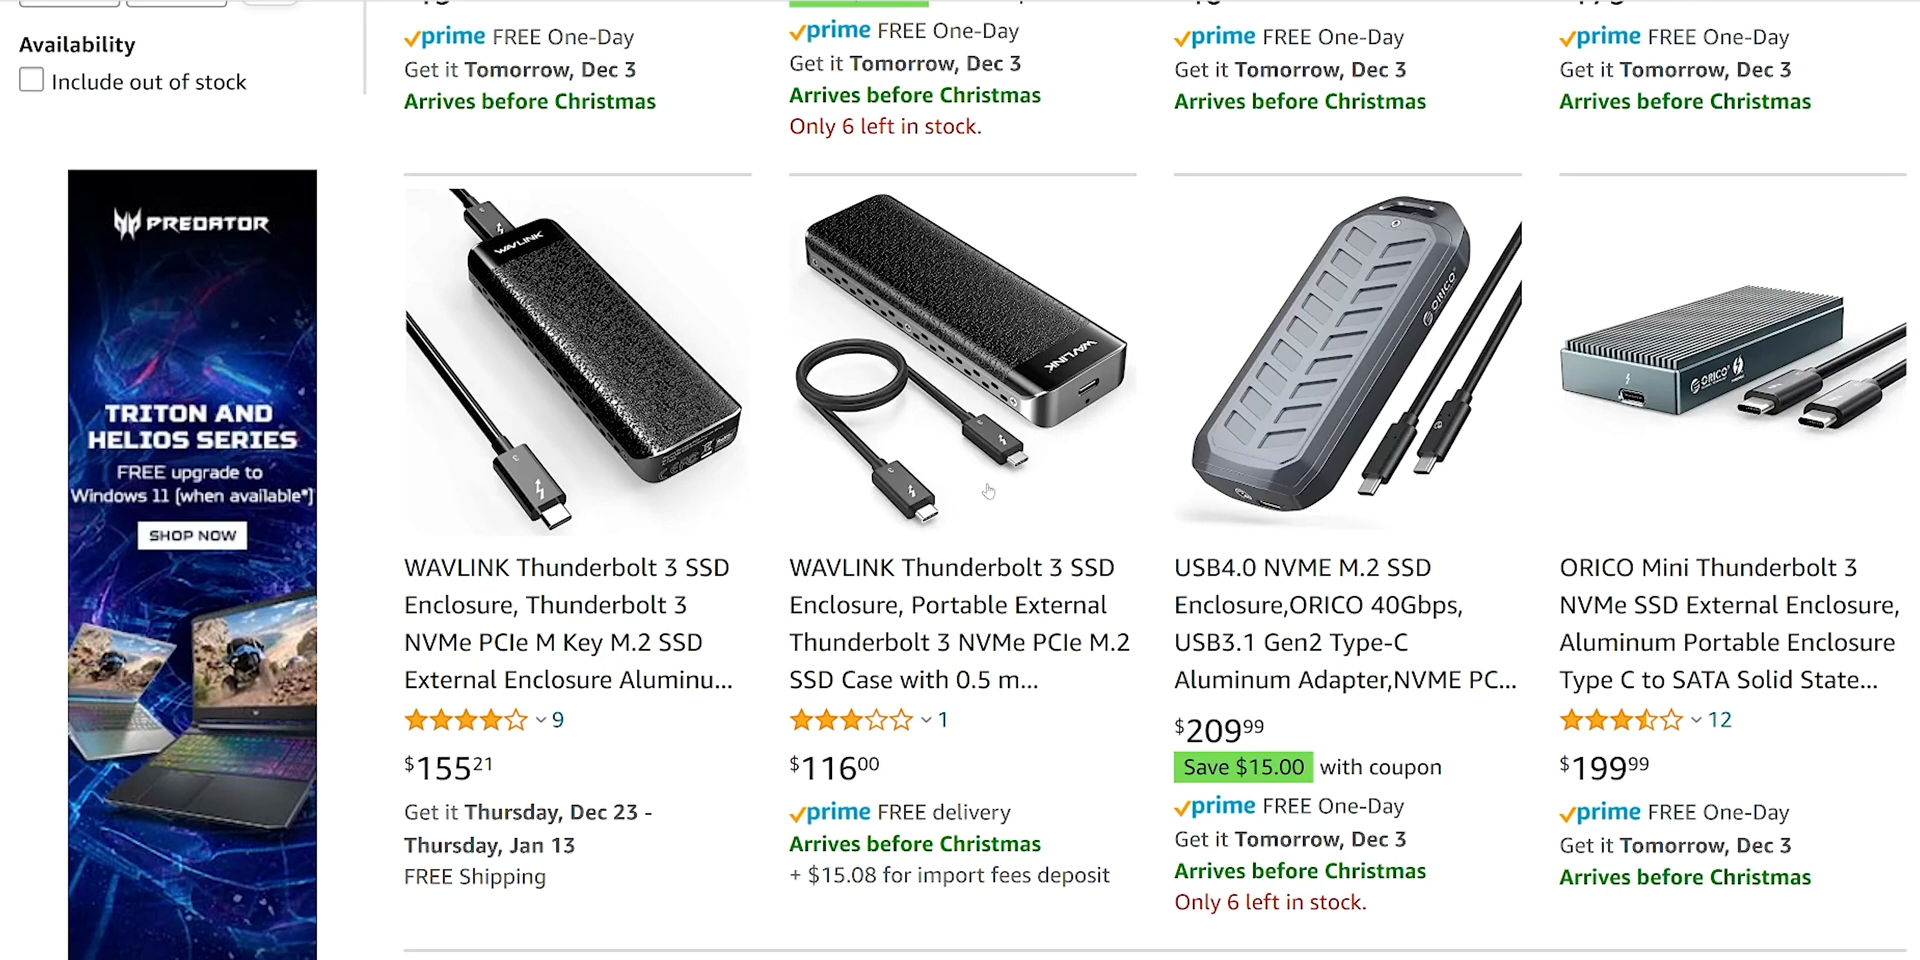 Availability
Include out of stock
prime FREE One-Day
Get it Tomorrow, Dec 3
Arrives before Christmas
prime FREE One-Day
Get it Tomorrow, Dec 3
Arrives before Christmas
Only 6 left in stock.
prime FREE One-Day
Get it Tomorrow, Dec 3
Arrives before Christmas
prime FREE One-Day
Get it Tomorrow, Dec 3
Arrives before Christmas
PREDATOR
TRITON AND
HELIOS SERIES
FREE upgrade to
Windows 11 (when available*)
SHOP NOW
WAVLINK
WAVLINK Thunderbolt 3 SSD
Enclosure, Thunderbolt 3
NVMe PCIe M Key M.2 SSD
External Enclosure Aluminu...
9
$15521
Get it Thursday, Dec 23 -
Thursday, Jan 13
FREE Shipping
WAVLINK
WAVLINK Thunderbolt 3 SSD
Enclosure, Portable External
Thunderbolt 3 NVMe PCIe M.2
SSD Case with 0.5 m...
1
$11600
prime FREE delivery
Arrives before Christmas
+ $15.08 for import fees deposit
ORICO
USB4.0 NVME M.2 SSD
Enclosure,ORICO 40Gbps,
USB3.1 Gen2 Type-C
Aluminum Adapter,NVME PC...
$20999
Save $15.00 with coupon
prime FREE One-Day
Get it Tomorrow, Dec 3
Arrives before Christmas
Only 6 left in stock.
ORICO
ORICO Mini Thunderbolt 3
NVMe SSD External Enclosure,
Aluminum Portable Enclosure
Type C to SATA Solid State...
12
$19999
prime FREE One-Day
Get it Tomorrow, Dec 3
Arrives before Christmas